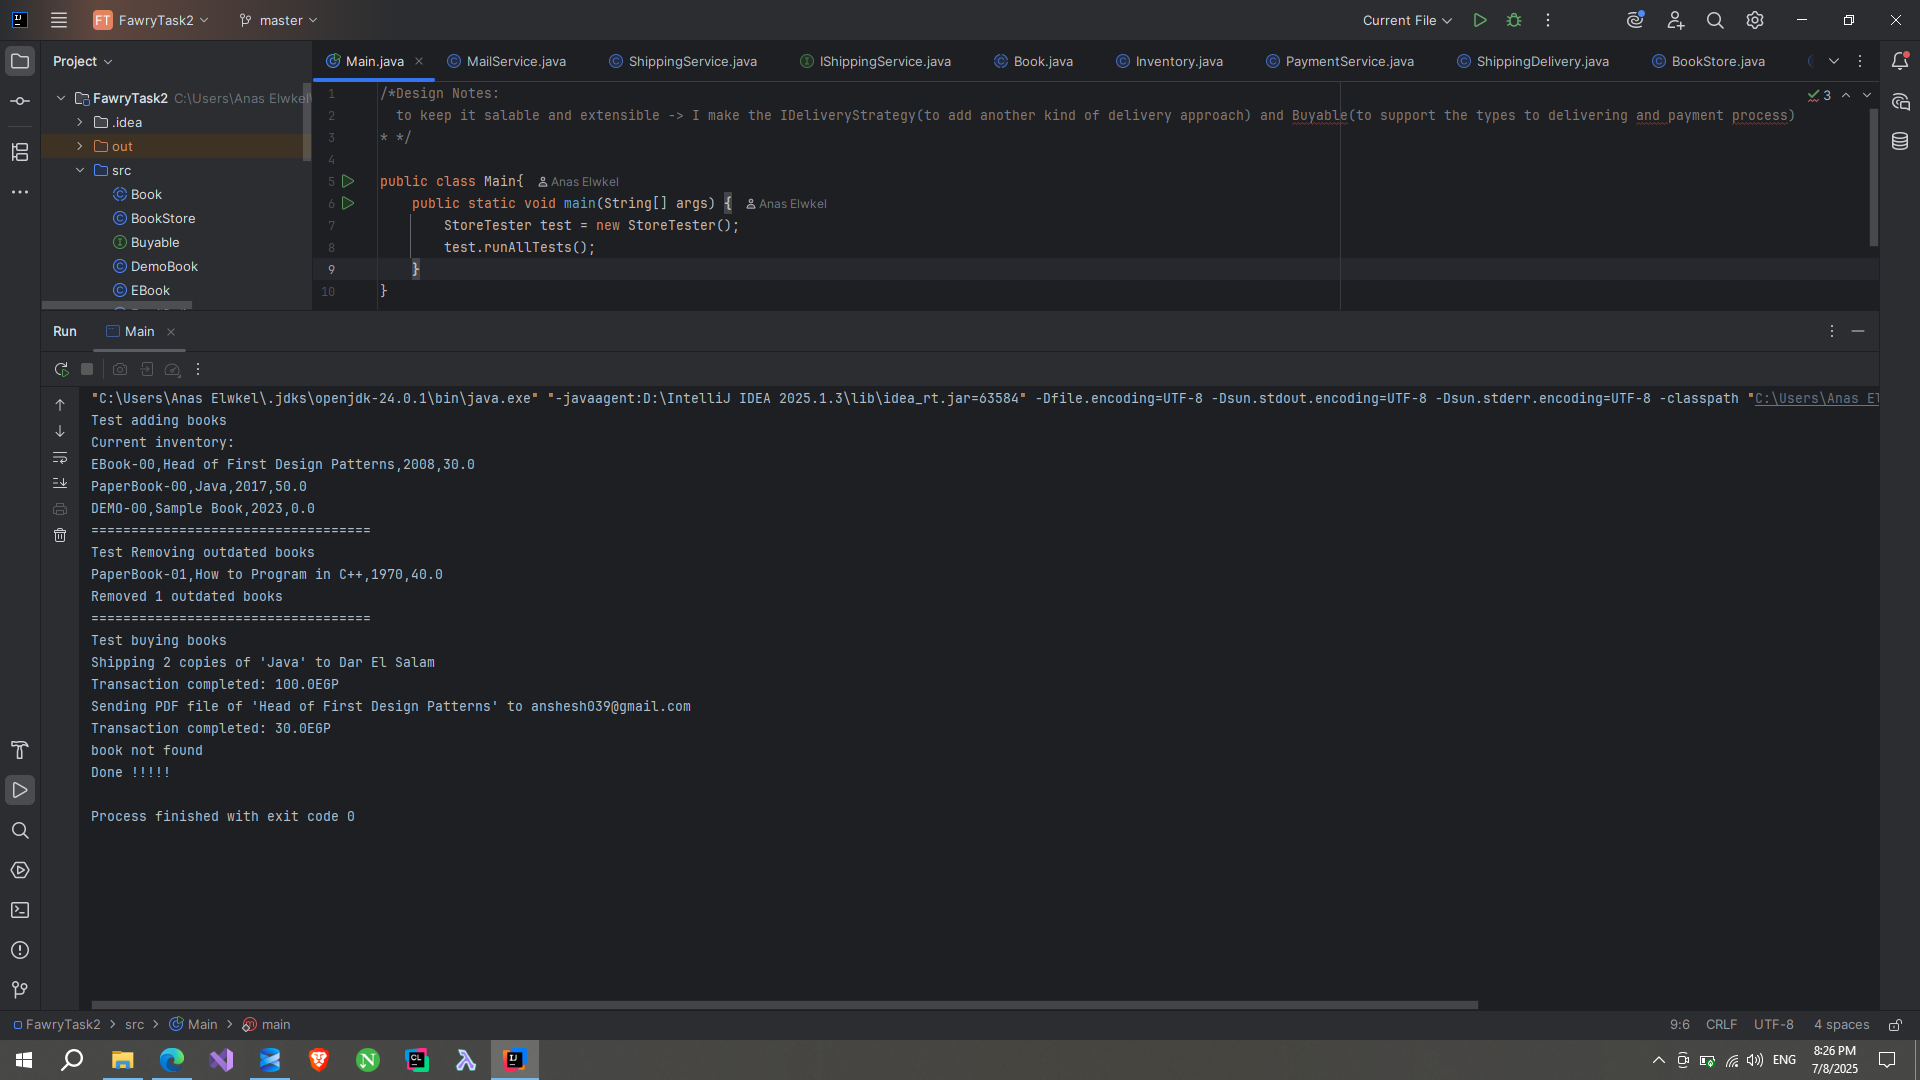 FT FawryTask2
master
Current File
Project
Main.java
MailService.java
ShippingService.java
IShippingService.java
Book.java
Inventory.java
PaymentService.java
ShippingDelivery.java
BookStore.java
FawryTask2 C:\Users\Anas Elwkel\
.idea
out
src
Book
BookStore
Buyable
DemoBook
EBook
3
1 /*Design Notes:
2 to keep it salable and extensible -> I make the IDeliveryStrategy(to add another kind of delivery approach) and Buyable(to support the types to delivering and payment process)
3 * */
4
5 public class Main{ Anas Elwkel
6 public static void main(String[] args) { Anas Elwkel
7 StoreTester test = new StoreTester();
8 test.runAllTests();
9 }
10 }
Run
Main
"C:\Users\Anas Elwkel\.jdks\openjdk-24.0.1\bin\java.exe" "-javaagent:D:\IntelliJ IDEA 2025.1.3\lib\idea_rt.jar=63584" -Dfile.encoding=UTF-8 -Dsun.stdout.encoding=UTF-8 -Dsun.stderr.encoding=UTF-8 -classpath "C:\Users\Anas
Test adding books
Current inventory:
EBook-00,Head of First Design Patterns,2008,30.0
PaperBook-00,Java,2017,50.0
DEMO-00,Sample Book,2023,0.0
===================================
Test Removing outdated books
PaperBook-01,How to Program in C++,1970,40.0
Removed 1 outdated books
===================================
Test buying books
Shipping 2 copies of 'Java' to Dar El Salam
Transaction completed: 100.0EGP
Sending PDF file of 'Head of First Design Patterns' to anshesh039@gmail.com
Transaction completed: 30.0EGP
book not found
Done !!!!!
Process finished with exit code 0
FawryTask2 > src > Main > main
9:6 CRLF UTF-8 4 spaces
ENG
8:26 PM
7/8/2025